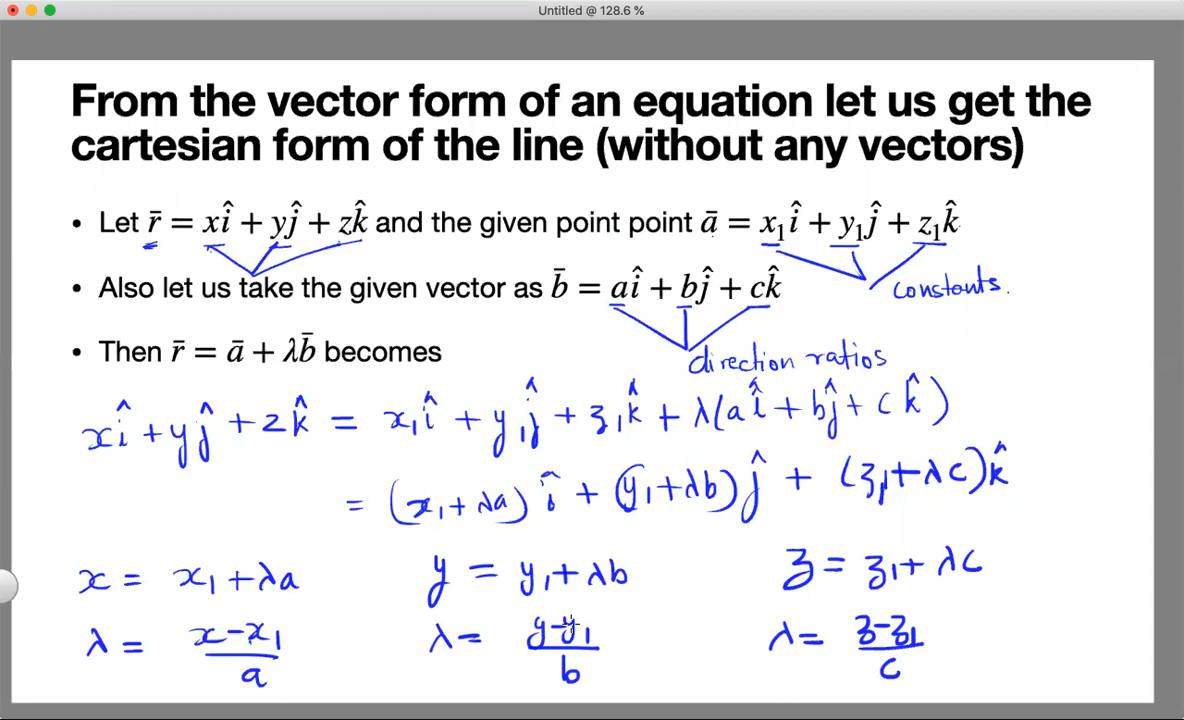 Untitled @ 128.6 %
From the vector form of an equation let us get the
cartesian form of the line (without any vectors)
• Let r̄ = xî + yĵ + zk̂ and the given point point ā = x₁î + y₁ĵ + z₁k̂
• Also let us take the given vector as b̄ = aî + bĵ + ck̂
constants.
• Then r̄ = ā + λb̄ becomes
direction ratios
xî + yĵ + zk̂ = x₁î + y₁ĵ + z₁k̂ + λ(aî + bĵ + ck̂)
= (x₁ + λa) î + (y₁ + λb) ĵ + (z₁ + λc) k̂
x = x₁ + λa y = y₁ + λb z = z₁ + λc
λ = (x − x₁)/a λ = (y − y₁)/b λ = (z − z₁)/c